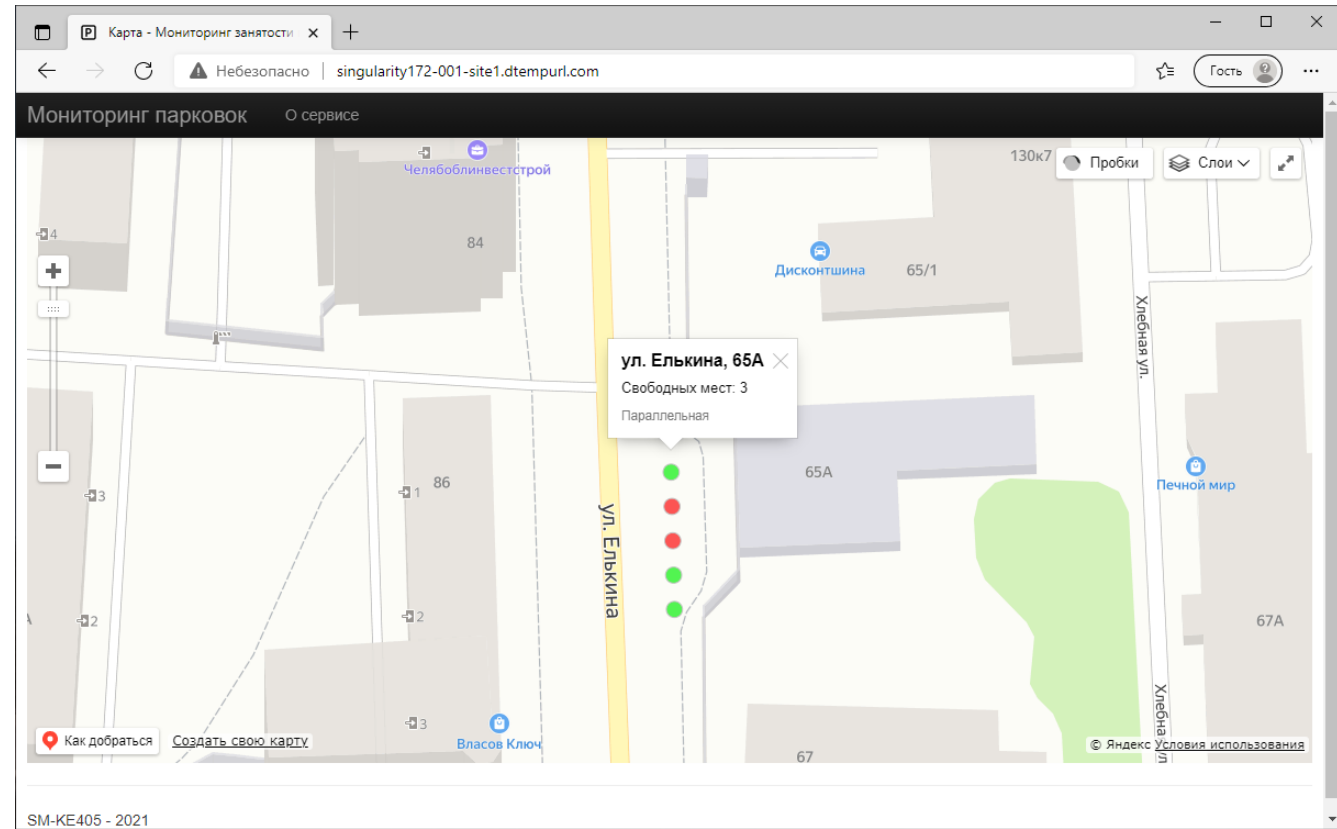 Карта - Мониторинг занятости
Небезопасно singularity172-001-site1.dtempurl.com
Гость
Мониторинг парковок О сервисе
Челябоблинвестстрой
130к7
Пробки
Слои
4
84
Дисконтшина
65/1
Хлебная ул.
ул. Елькина, 65А
Свободных мест: 3
Параллельная
65А
86
1
3
Печной мир
ул. Елькина
2
2
67А
3
Власов Ключ
67
Как добраться
Создать свою карту
© Яндекс Условия использования
SM-KE405 - 2021